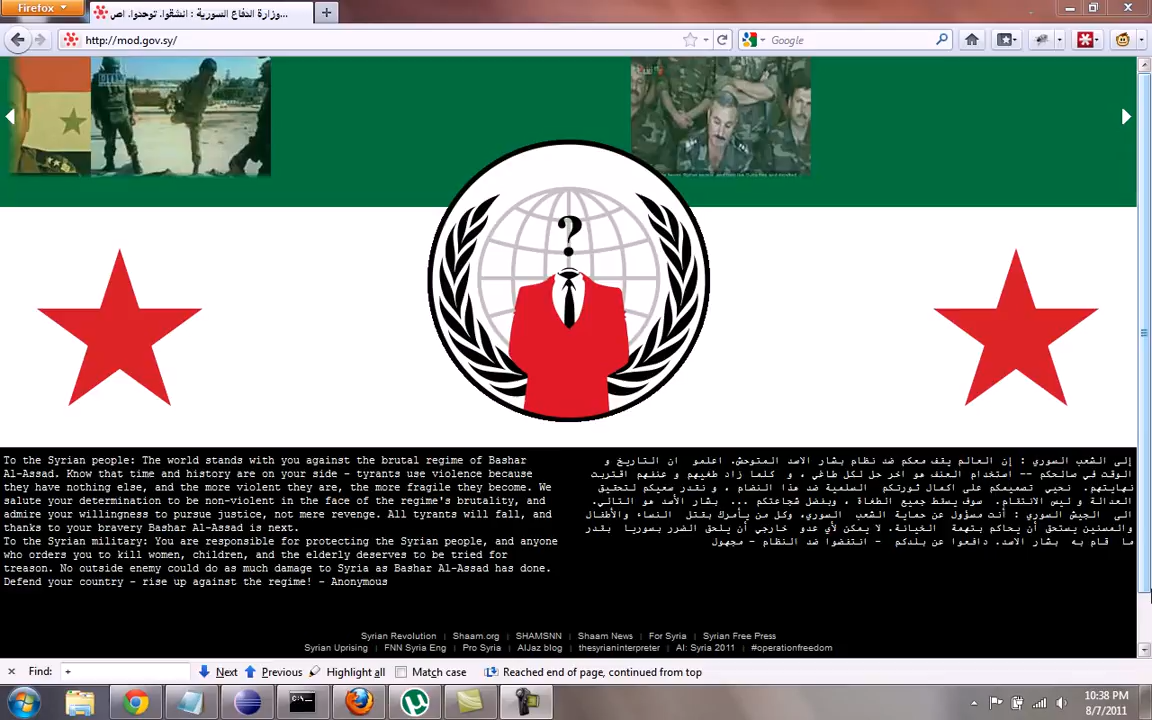 Firefox
وزارة الدفاع السورية : انشقوا. توحدوا. اص...
http://mod.gov.sy/
Google
?
To the Syrian people: The world stands with you against the brutal regime of Bashar
Al-Assad. Know that time and history are on your side - tyrants use violence because
they have nothing else, and the more violent they are, the more fragile they become. We
salute your determination to be non-violent in the face of the regime's brutality, and
admire your willingness to pursue justice, not mere revenge. All tyrants will fall, and
thanks to your bravery Bashar Al-Assad is next.
To the Syrian military: You are responsible for protecting the Syrian people, and anyone
who orders you to kill women, children, and the elderly deserves to be tried for
treason. No outside enemy could do as much damage to Syria as Bashar Al-Assad has done.
Defend your country - rise up against the regime! - Anonymous
إلى الشعب السوري : إن العالم يقف معكم ضد نظام بشار الاسد المتوحش. اعلمو ان التاريخ و
الوقت في صالحكم -- استخدام العنف هو اخر حل لكل طاغي ، و كلما زاد طغيهم و عنفهم اقتربت
نهايتهم. نحيي تصميمكم على اكمال ثورتكم السلمية ضد هذا النضام ، و نقدر سعيكم لتحقيق
العدالة و ليس الانتقام. سوف يسقط جميع الطغاة ، وبفضل شجاعتكم ... بشار الأسد هو التالي.
الى الجيش السوري : أنت مسؤول عن حماية الشعب السوري، وكل من يأمرك بقتل النساء والأطفال
والمسنين يستحق أن يحاكم بتهمة الخيانة. لا يمكن لأي عدو خارجي أن يلحق الضرر بسوريا بقدر
ما قام به بشار الاسد. دافعوا عن بلدكم - انتفضوا ضد النظام - مجهول
Syrian Revolution | Shaam.org | SHAMSNN | Shaam News | For Syria | Syrian Free Press
Syrian Uprising | FNN Syria Eng | Pro Syria | AlJaz blog | thesyrianinterpreter | AI: Syria 2011 | #operationfreedom
Find: + Next Previous Highlight all Match case Reached end of page, continued from top
10:38 PM
8/7/2011